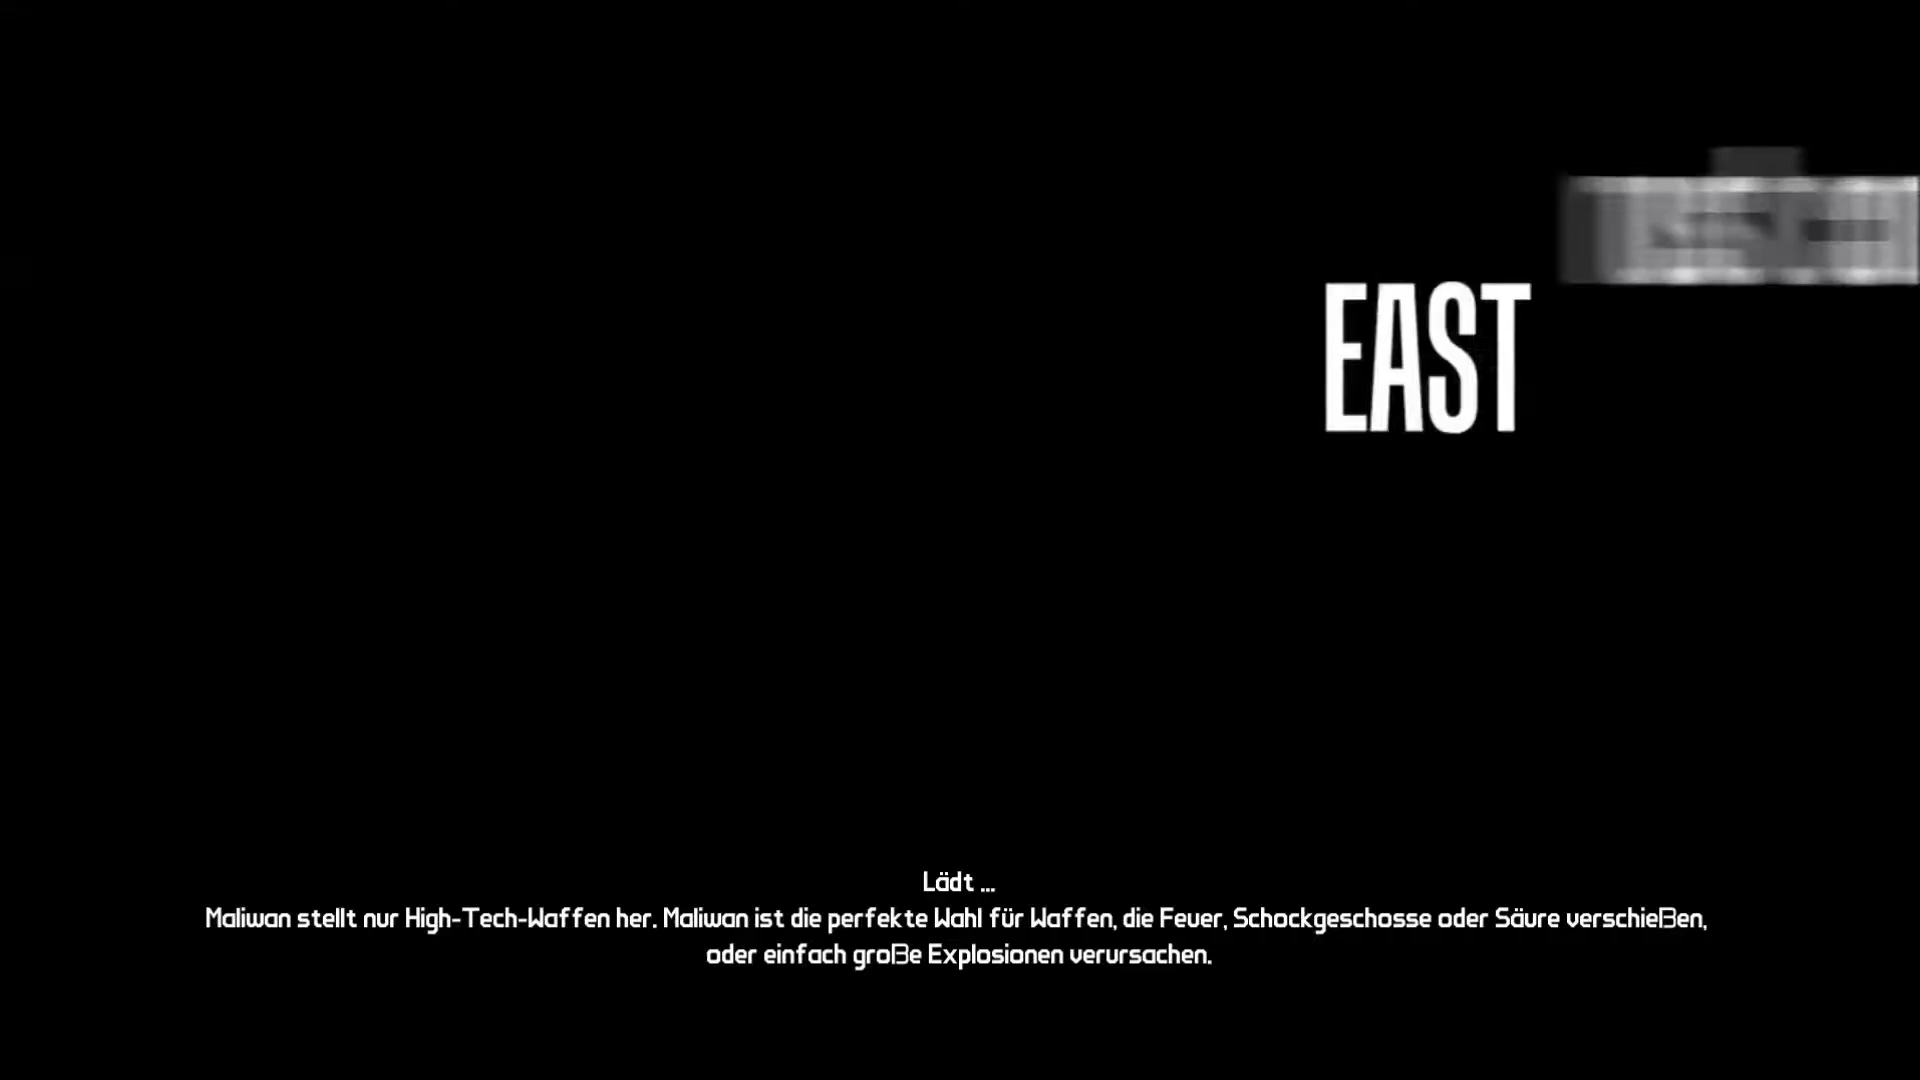 EAST
Lädt ...
Maliwan stellt nur High-Tech-Waffen her. Maliwan ist die perfekte Wahl für Waffen, die Feuer, Schockgeschosse oder Säure verschießen,
oder einfach große Explosionen verursachen.